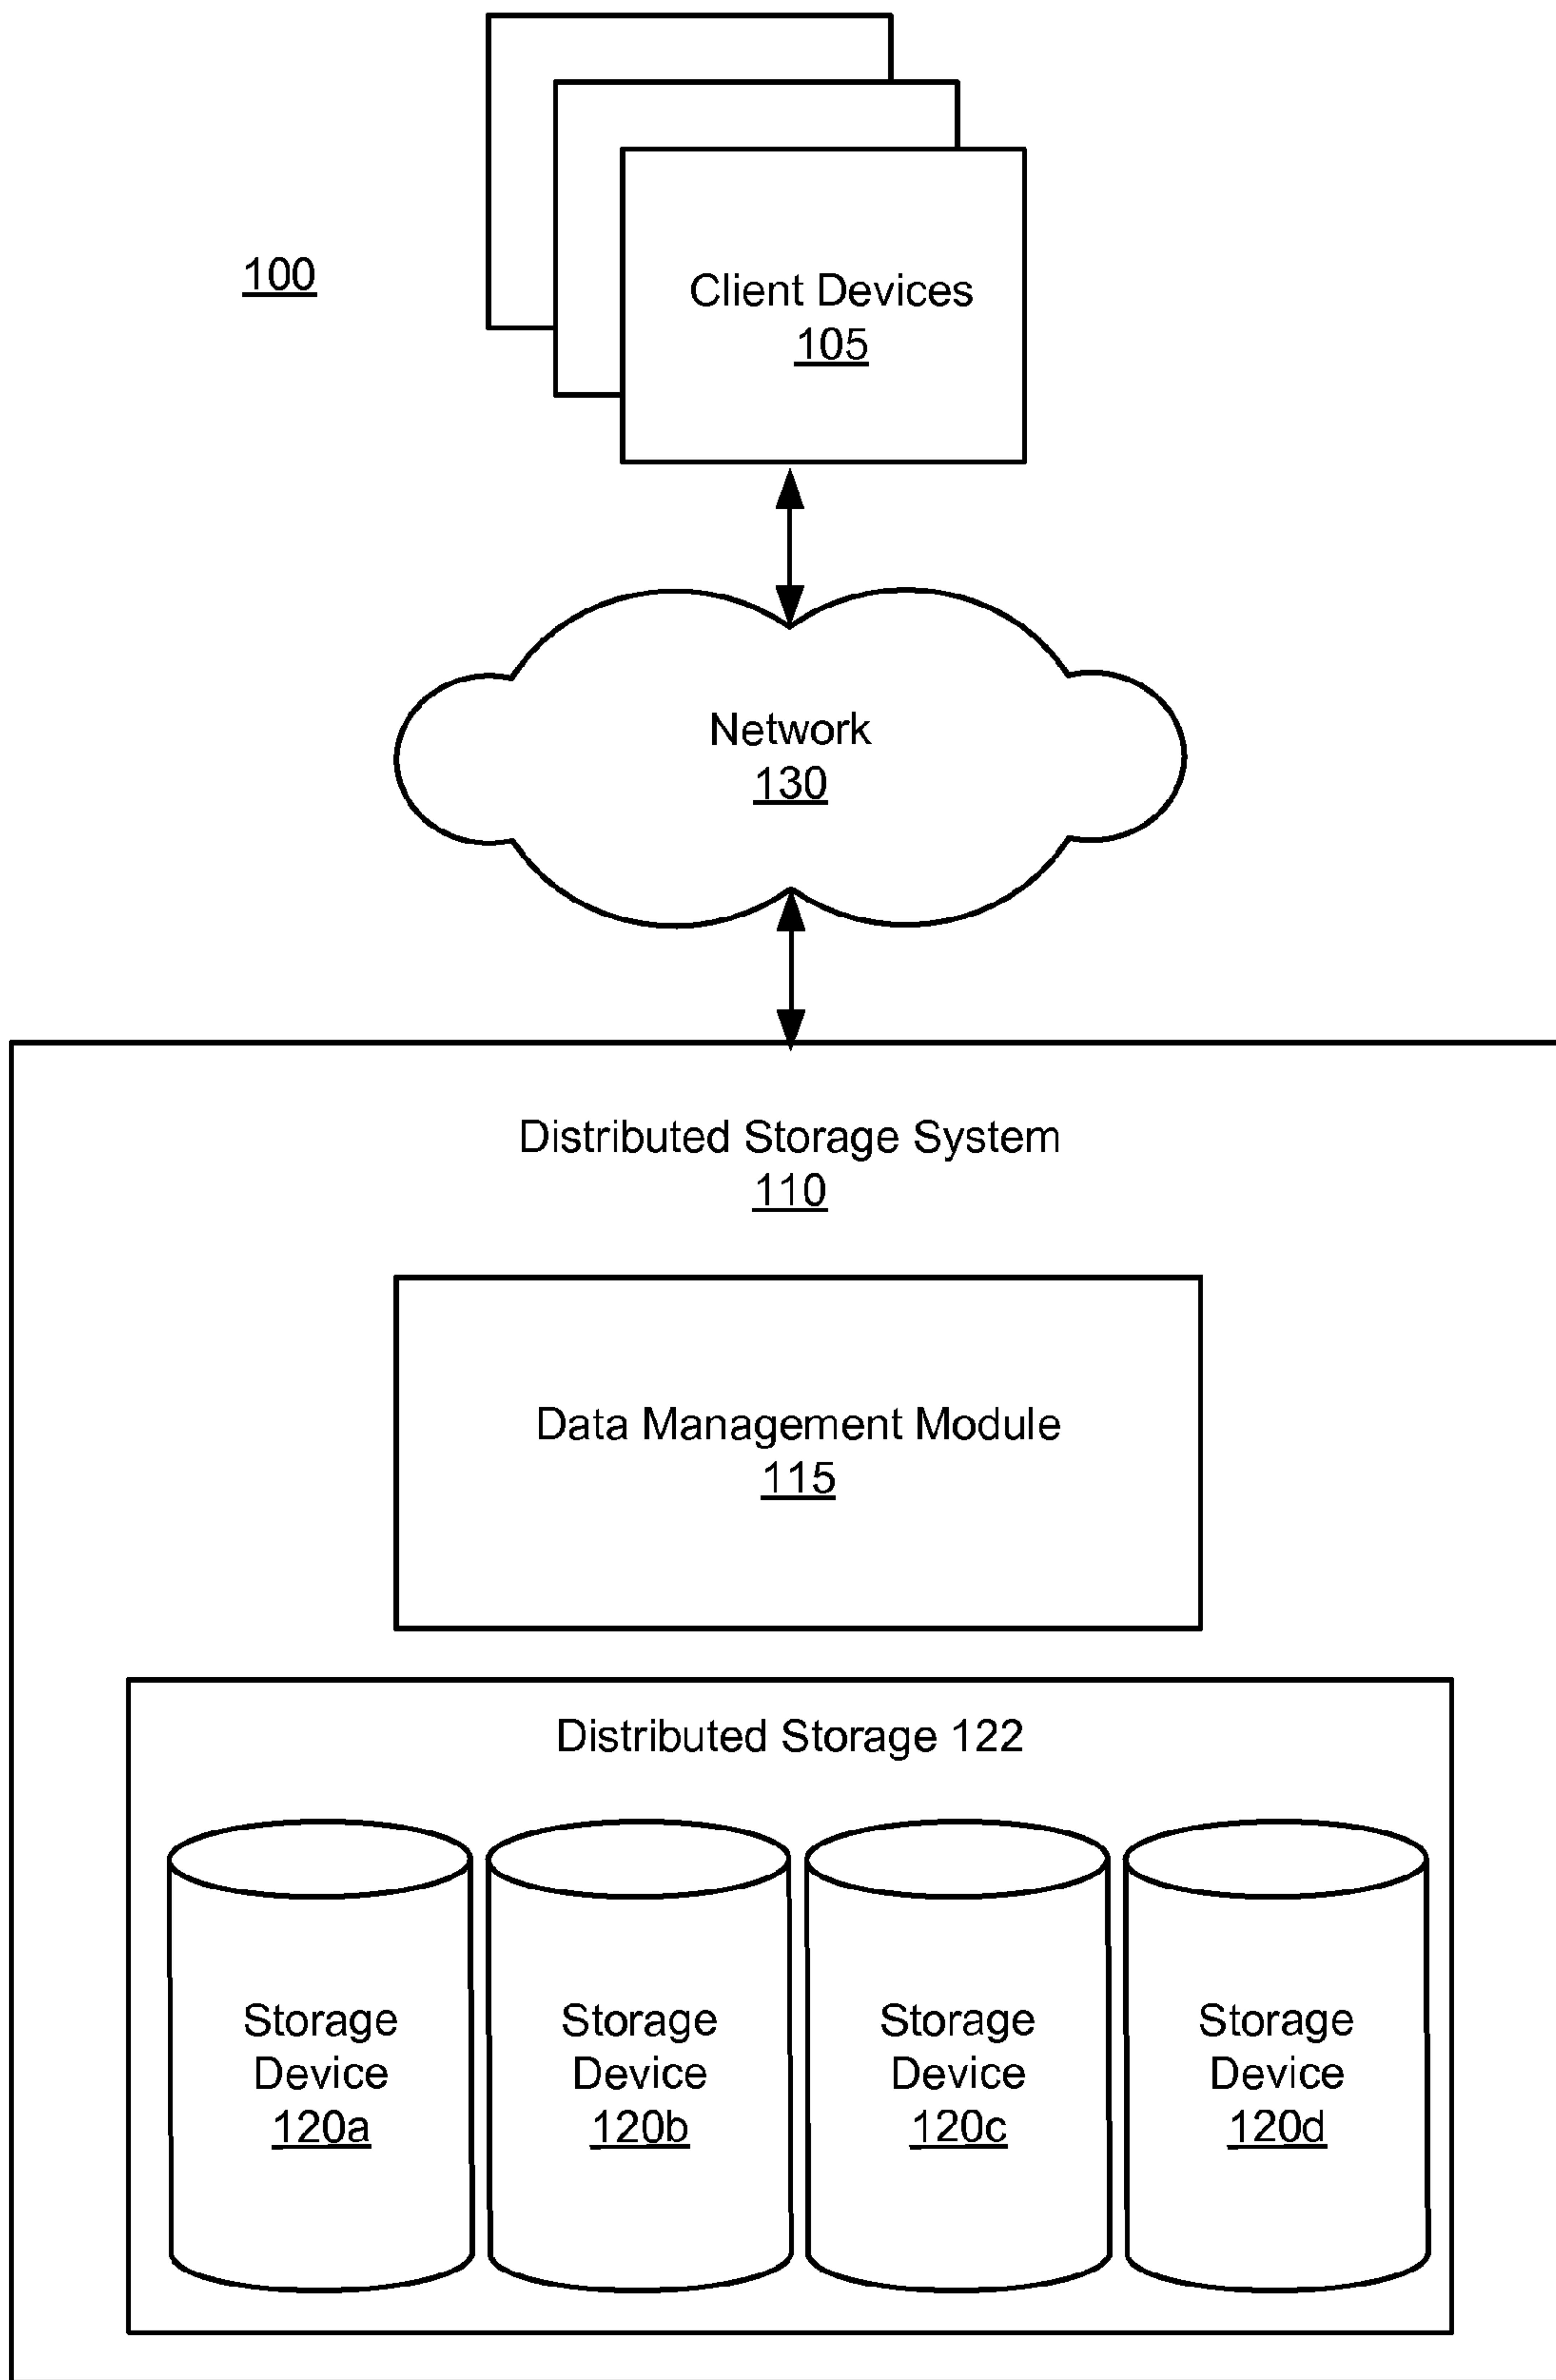 100
Client Devices
105
Network
130
Distributed Storage System
110
Data Management Module
115
Distributed Storage 122
Storage
Device
120a
Storage
Device
120b
Storage
Device
120c
Storage
Device
120d